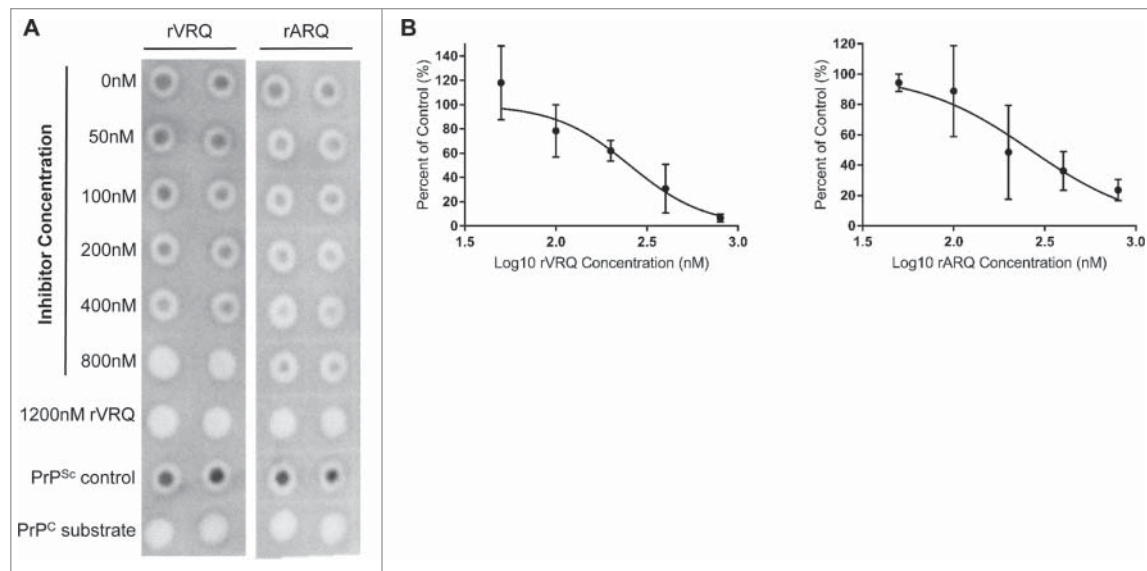 A
rVRQ rARQ
Inhibitor Concentration
0nM
50nM
100nM
200nM
400nM
800nM
1200nM rVRQ
PrPSc control
PrPC substrate
B
Percent of Control (%)
140
120
100
80
60
40
20
0
1.5 2.0 2.5 3.0
Log10 rVRQ Concentration (nM)
Percent of Control (%)
120
100
80
60
40
20
0
1.5 2.0 2.5 3.0
Log10 rARQ Concentration (nM)